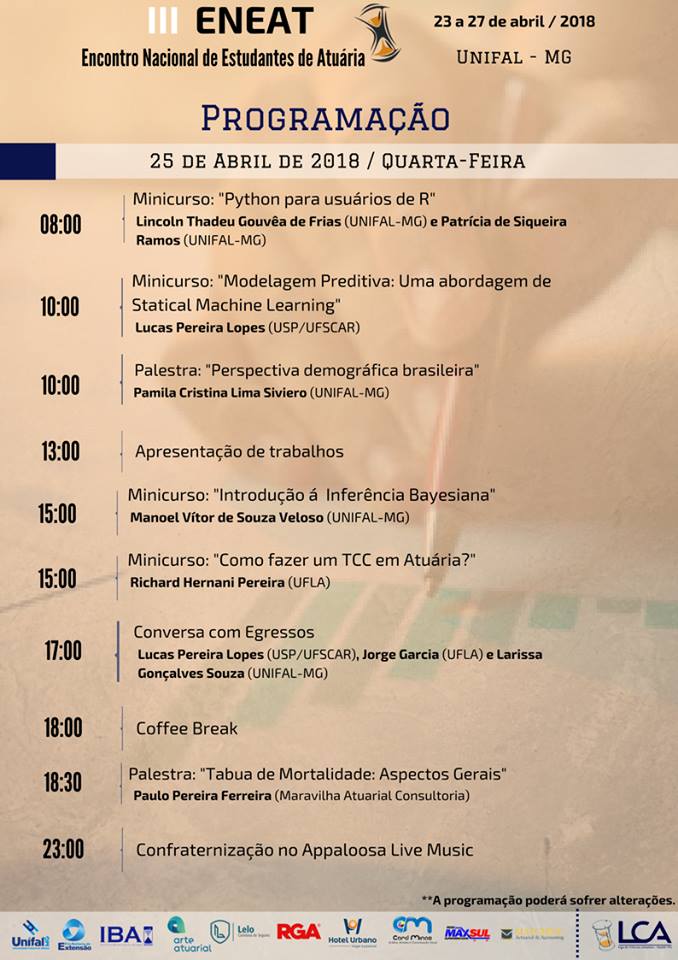 III ENEAT
Encontro Nacional de Estudantes de Atuária
23 a 27 de abril / 2018
Unifal - MG
Programação
25 de Abril de 2018 / Quarta-Feira
08:00
Minicurso: "Python para usuários de R"
Lincoln Thadeu Gouvêa de Frias (UNIFAL-MG) e Patrícia de Siqueira
Ramos (UNIFAL-MG)
10:00
Minicurso: "Modelagem Preditiva: Uma abordagem de
Statical Machine Learning"
Lucas Pereira Lopes (USP/UFSCAR)
10:00
Palestra: "Perspectiva demográfica brasileira"
Pamila Cristina Lima Siviero (UNIFAL-MG)
13:00
Apresentação de trabalhos
15:00
Minicurso: "Introdução á Inferência Bayesiana"
Manoel Vítor de Souza Veloso (UNIFAL-MG)
15:00
Minicurso: "Como fazer um TCC em Atuária?"
Richard Hernani Pereira (UFLA)
17:00
Conversa com Egressos
Lucas Pereira Lopes (USP/UFSCAR), Jorge Garcia (UFLA) e Larissa
Gonçalves Souza (UNIFAL-MG)
18:00
Coffee Break
18:30
Palestra: "Tabua de Mortalidade: Aspectos Gerais"
Paulo Pereira Ferreira (Maravilha Atuarial Consultoria)
23:00
Confraternização no Appaloosa Live Music
**A programação poderá sofrer alterações.
Unifal
Extensão
IBA
arte
atuarial
Lelo
RGA
Hotel Urbano
Card Minas
MAXSUL
LCA